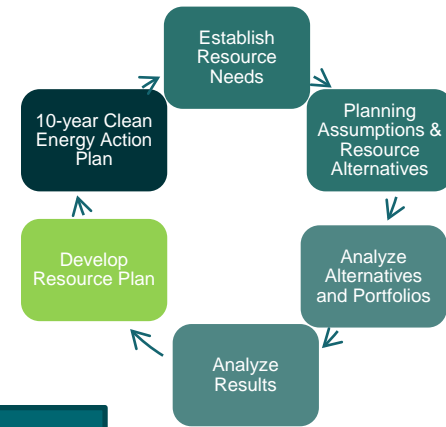 Establish
Resource
Needs
Planning
Assumptions &
Resource
Alternatives
Analyze
Alternatives
and Portfolios
Analyze
Results
Develop
Resource Plan
10-year Clean
Energy Action
Plan